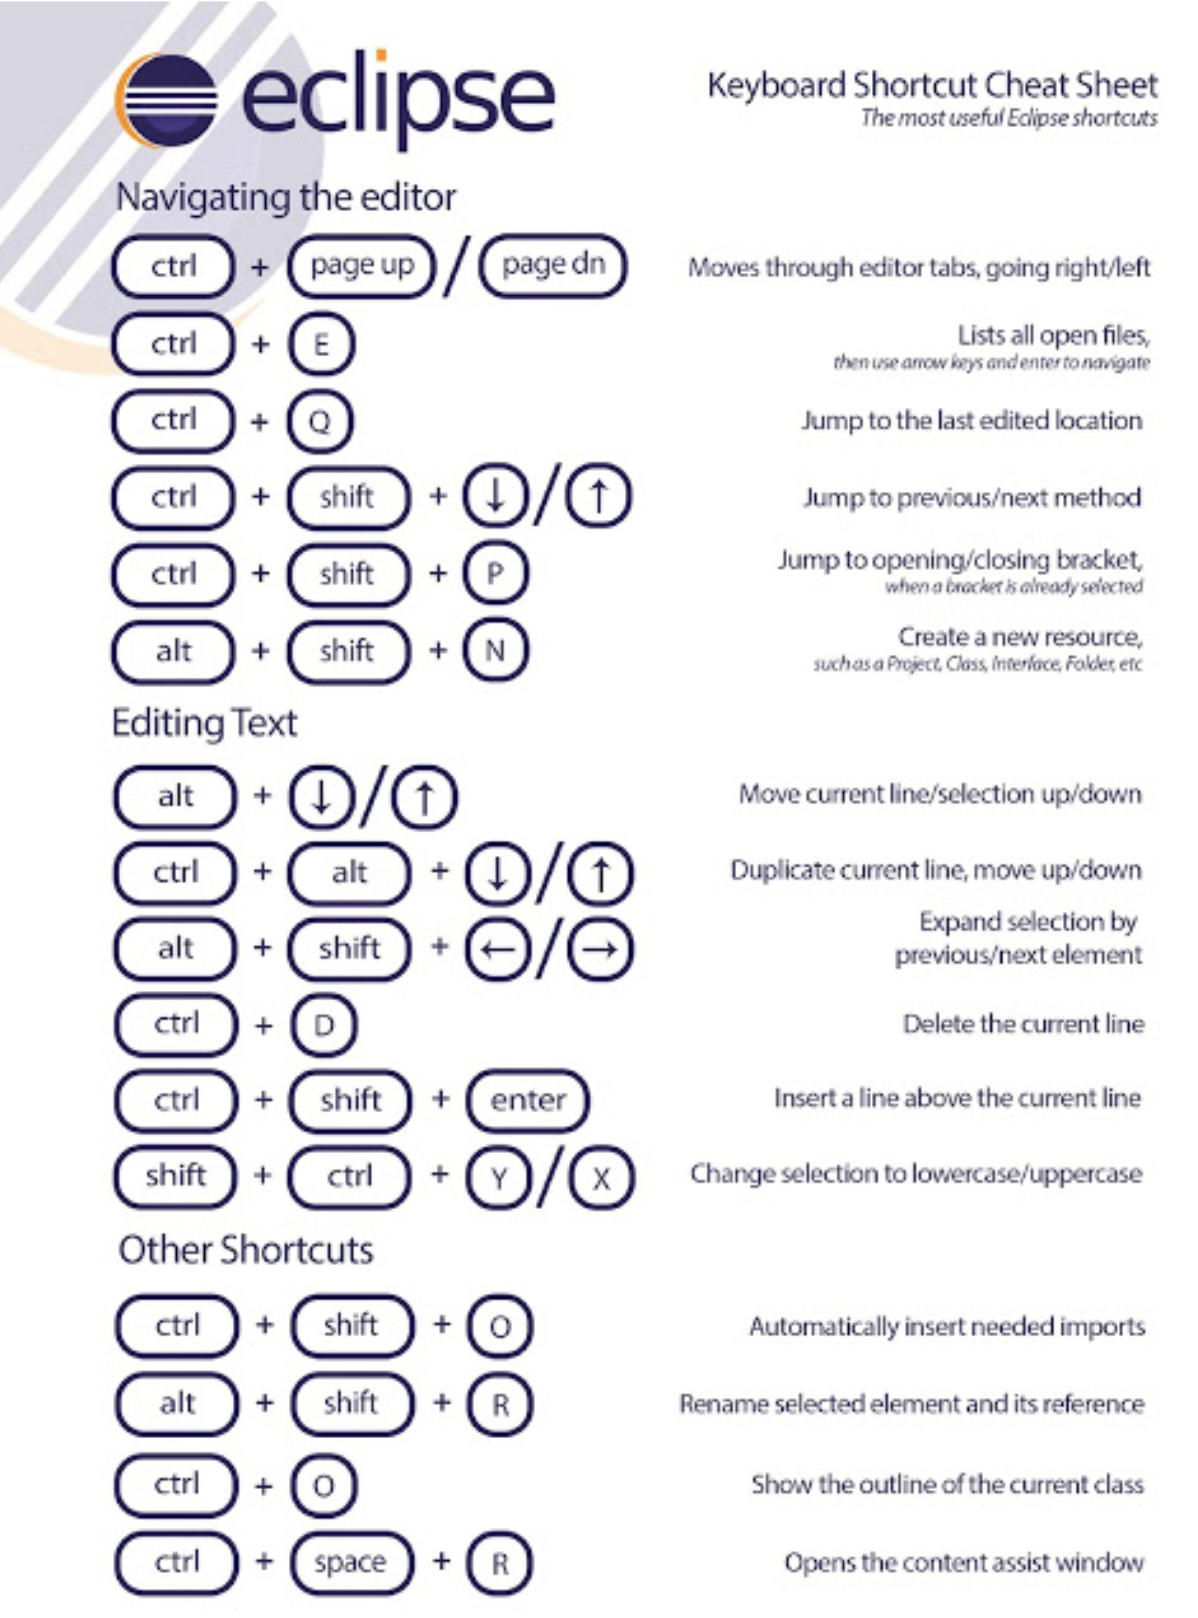 eclipse
Keyboard Shortcut Cheat Sheet
The most useful Eclipse shortcuts
Navigating the editor
ctrl + page up / page dn Moves through editor tabs, going right/left
ctrl + E Lists all open files,
then use arrow keys and enter to navigate
ctrl + Q Jump to the last edited location
ctrl + shift + ↓ / ↑ Jump to previous/next method
ctrl + shift + P Jump to opening/closing bracket,
when a bracket is already selected
alt + shift + N Create a new resource,
such as a Project, Class, Interface, Folder, etc
Editing Text
alt + ↓ / ↑ Move current line/selection up/down
ctrl + alt + ↓ / ↑ Duplicate current line, move up/down
alt + shift + ← / → Expand selection by
previous/next element
ctrl + D Delete the current line
ctrl + shift + enter Insert a line above the current line
shift + ctrl + Y / X Change selection to lowercase/uppercase
Other Shortcuts
ctrl + shift + O Automatically insert needed imports
alt + shift + R Rename selected element and its reference
ctrl + O Show the outline of the current class
ctrl + space + R Opens the content assist window